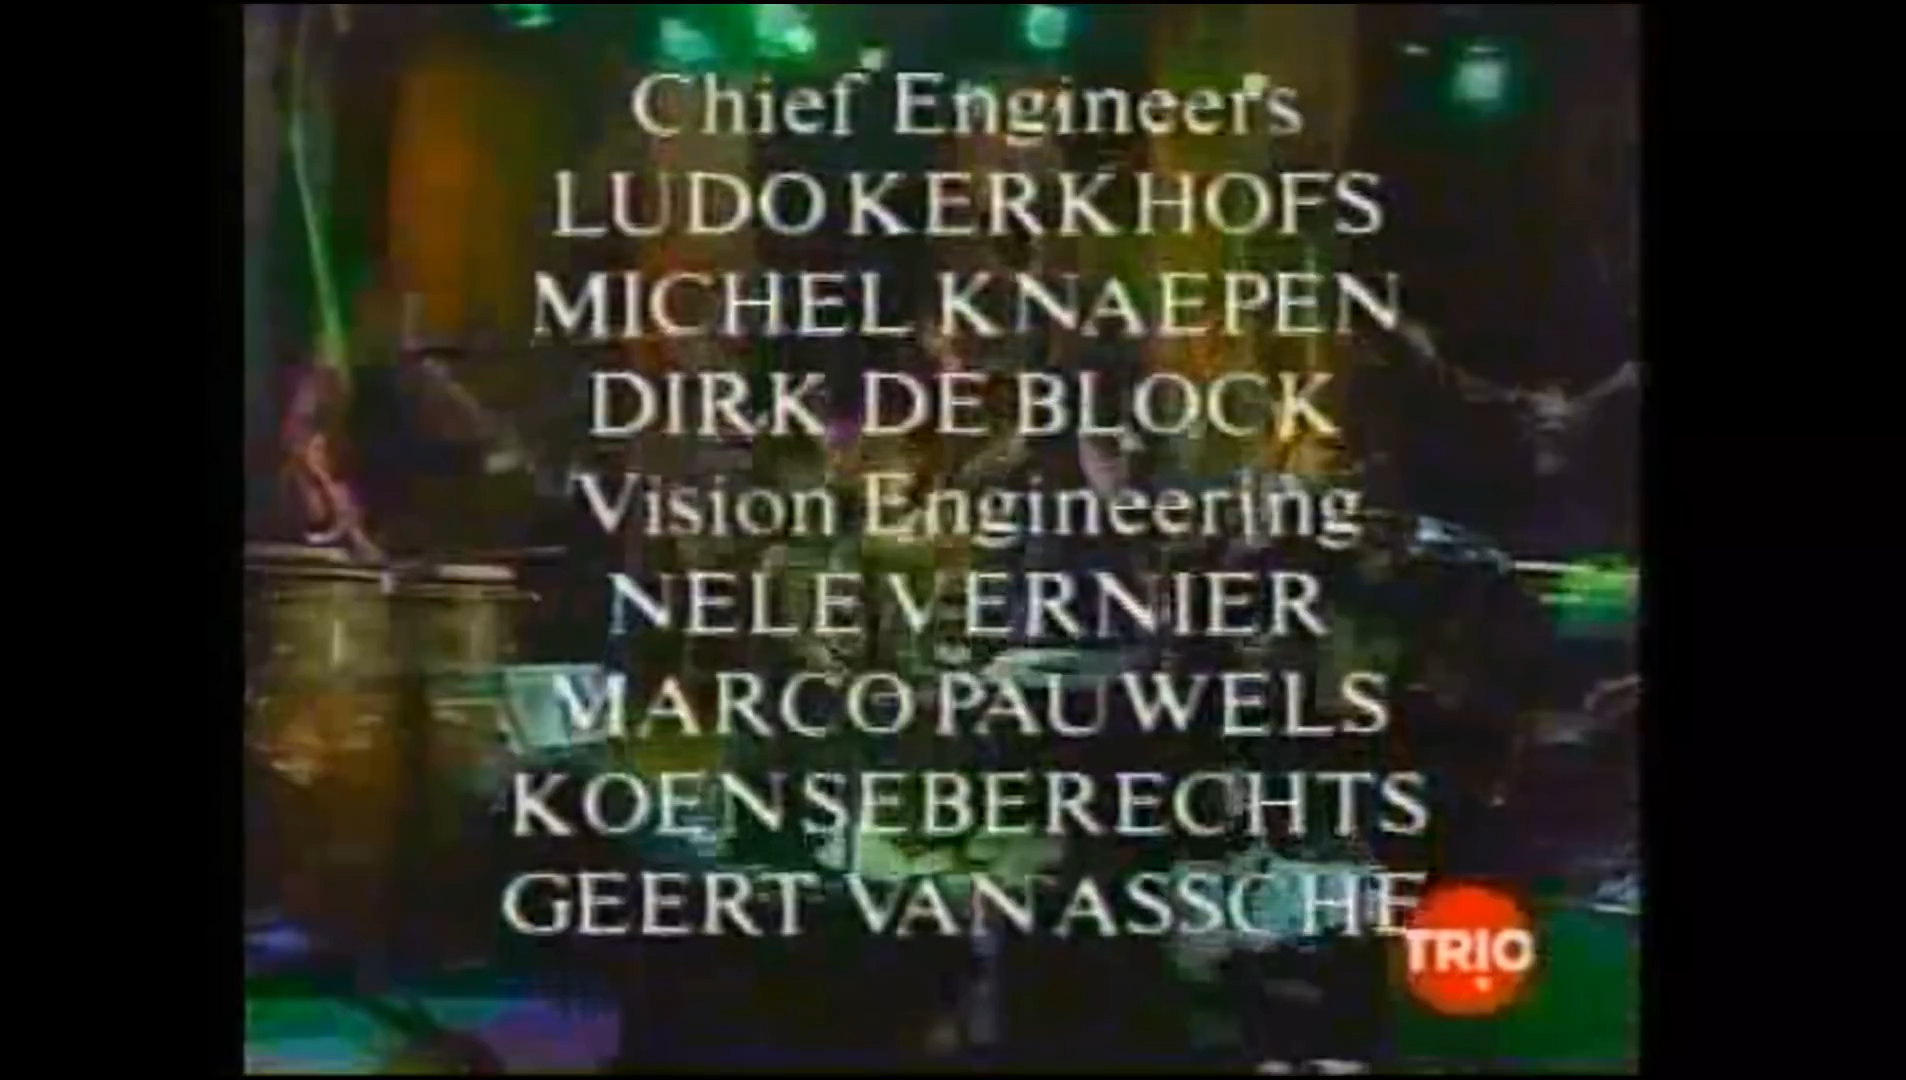 Chief Engineers
LUDO KERKHOFS
MICHEL KNAEPEN
DIRK DE BLOCK
Vision Engineering
NELE VERNIER
MARCO PAUWELS
KOEN SEBERECHTS
GEERT VAN ASSCHE
TRIO